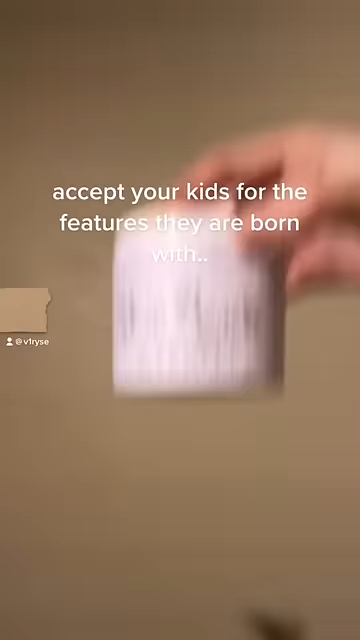 accept your kids for the
features they are born
with..
@v1ryse